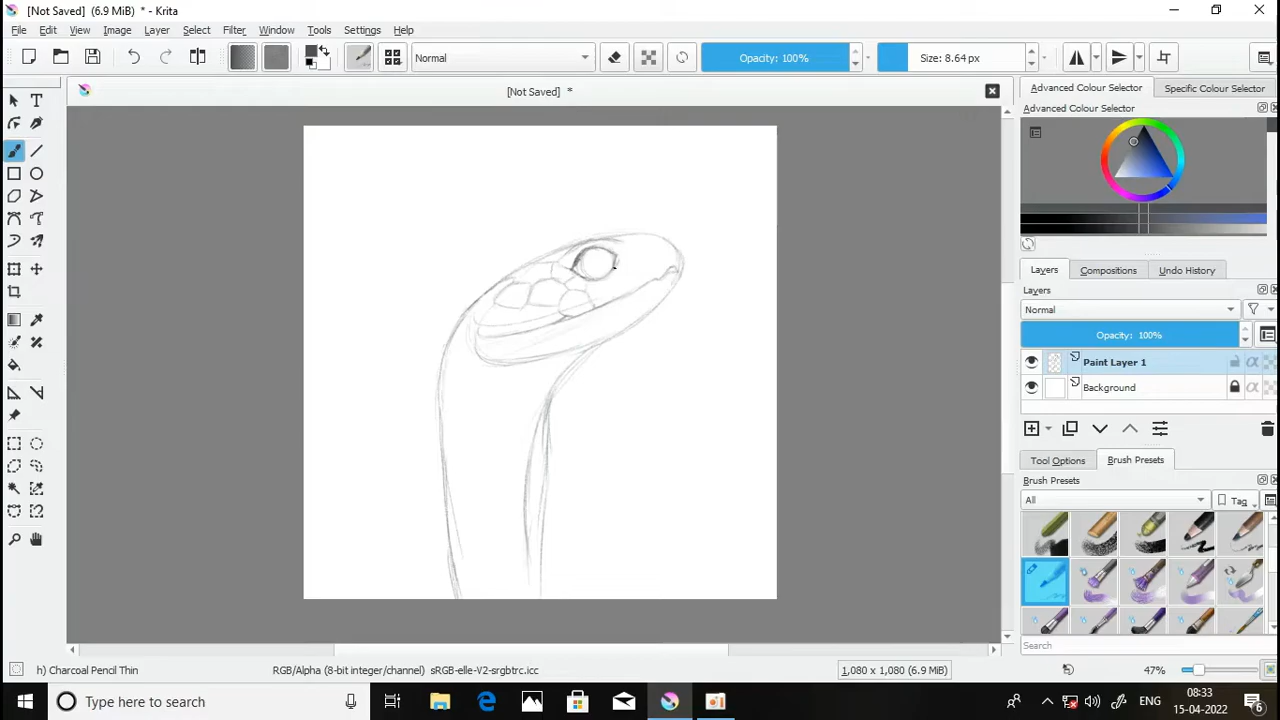 [Not Saved] (6.9 MiB) * - Krita
File Edit View Image Layer Select Filter Window Tools Settings Help
Normal Opacity: 100% Size: 8.64 px
[Not Saved] *
Advanced Colour Selector Specific Colour Selector
Advanced Colour Selector
Layers Compositions Undo History
Layers
Normal
Opacity: 100%
Paint Layer 1
Background
Tool Options Brush Presets
Brush Presets
All Tag
Search
h) Charcoal Pencil Thin RGB/Alpha (8-bit integer/channel) sRGB-elle-V2-srgbtrc.icc 1,080 x 1,080 (6.9 MiB) 47%
Type here to search ENG 08:33
15-04-2022 6